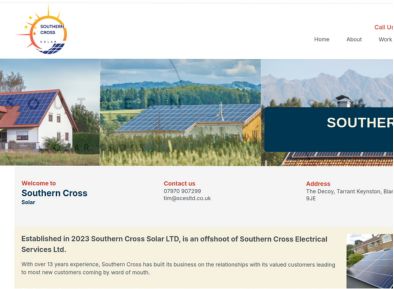 SOUTHERN
CROSS
SOLAR
Call Us
Home About Work
SOUTHER
Welcome to
Southern Cross
Solar
Contact us
07970 907299
tim@scesltd.co.uk
Address
The Decoy, Tarrant Keynston, Blan
9JE
Established in 2023 Southern Cross Solar LTD, is an offshoot of Southern Cross Electrical
Services Ltd.
With over 13 years experience, Southern Cross has built its business on the relationships with its valued customers leading
to most new customers coming by word of mouth.